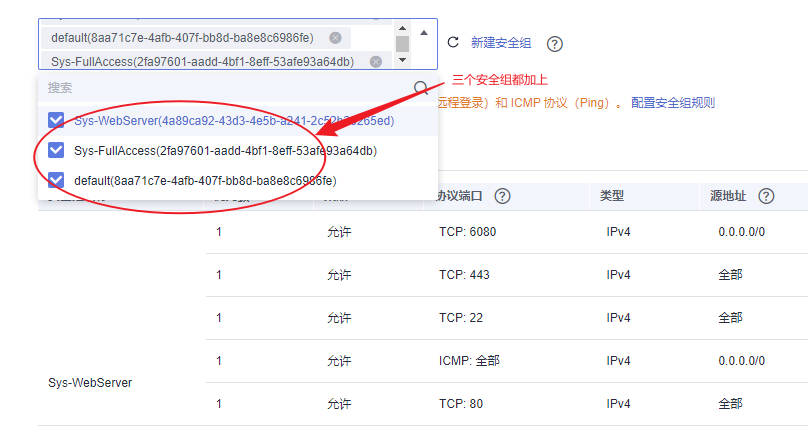 default(8aa71c7e-4afb-407f-bb8d-ba8e8c6986fe)
Sys-FullAccess(2fa97601-aadd-4bf1-8eff-53afe93a64db)
新建安全组
搜索
三个安全组都加上
远程登录）和 ICMP 协议（Ping）。 配置安全组规则
Sys-WebServer(4a89ca92-43d3-4e5b-a241-
Sys-FullAccess(2fa97601-aadd-4bf1-8eff-53afe93a64db)
default(8aa71c7e-4afb-407f-bb8d-ba8e8c6986fe)
协议端口 类型 源地址
1 允许 TCP: 6080 IPv4 0.0.0.0/0
1 允许 TCP: 443 IPv4 全部
1 允许 TCP: 22 IPv4 全部
1 允许 ICMP: 全部 IPv4 0.0.0.0/0
Sys-WebServer
1 允许 TCP: 80 IPv4 全部